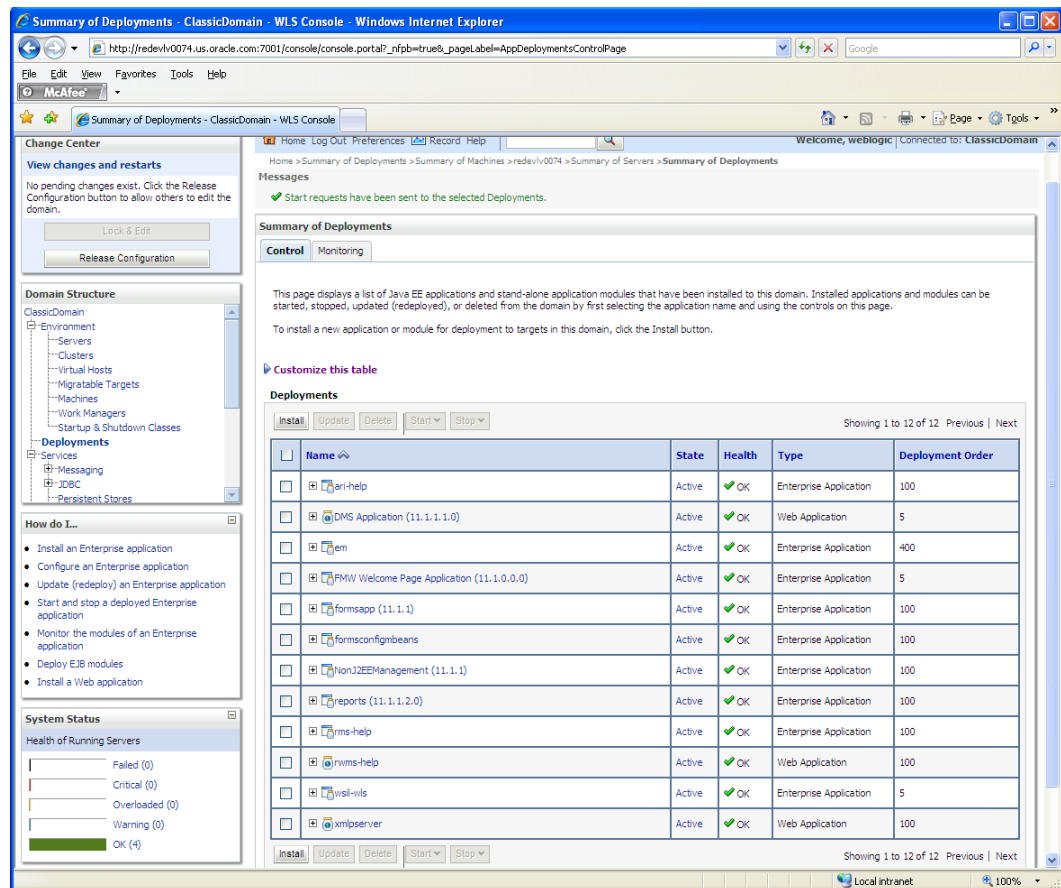 Summary of Deployments - ClassicDomain - WLS Console - Windows Internet Explorer
http://redevlv0074.us.oracle.com:7001/console/console.portal?_nfpb=true&_pageLabel=AppDeploymentsControlPage
Google
File Edit View Favorites Tools Help
McAfee
Summary of Deployments - ClassicDomain - WLS Console
Page Tools
Change Center
View changes and restarts
No pending changes exist. Click the Release
Configuration button to allow others to edit the
domain.
Lock & Edit
Release Configuration
Domain Structure
ClassicDomain
Environment
Servers
Clusters
Virtual Hosts
Migratable Targets
Machines
Work Managers
Startup & Shutdown Classes
Deployments
Services
Messaging
JDBC
Persistent Stores
How do I...
Install an Enterprise application
Configure an Enterprise application
Update (redeploy) an Enterprise application
Start and stop a deployed Enterprise
application
Monitor the modules of an Enterprise
application
Deploy EJB modules
Install a Web application
System Status
Health of Running Servers
Failed (0)
Critical (0)
Overloaded (0)
Warning (0)
OK (4)
Home Log Out Preferences Record Help
Welcome, weblogic Connected to: ClassicDomain
Home >Summary of Deployments >Summary of Machines >redevlv0074 >Summary of Servers >Summary of Deployments
Messages
Start requests have been sent to the selected Deployments.
Summary of Deployments
Control Monitoring
This page displays a list of Java EE applications and stand-alone application modules that have been installed to this domain. Installed applications and modules can be
started, stopped, updated (redeployed), or deleted from the domain by first selecting the application name and using the controls on this page.
To install a new application or module for deployment to targets in this domain, click the Install button.
Customize this table
Deployments
Install Update Delete Start Stop Showing 1 to 12 of 12 Previous | Next
Name State Health Type Deployment Order
ari-help Active OK Enterprise Application 100
DMS Application (11.1.1.1.0) Active OK Web Application 5
em Active OK Enterprise Application 400
FMW Welcome Page Application (11.1.0.0.0) Active OK Enterprise Application 5
formsapp (11.1.1) Active OK Enterprise Application 100
formsconfigmbeans Active OK Enterprise Application 100
NonJ2EEManagement (11.1.1) Active OK Enterprise Application 100
reports (11.1.1.2.0) Active OK Enterprise Application 100
rms-help Active OK Enterprise Application 100
rwms-help Active OK Web Application 100
wsil-wls Active OK Enterprise Application 5
xmlpserver Active OK Web Application 100
Install Update Delete Start Stop Showing 1 to 12 of 12 Previous | Next
Local intranet 100%